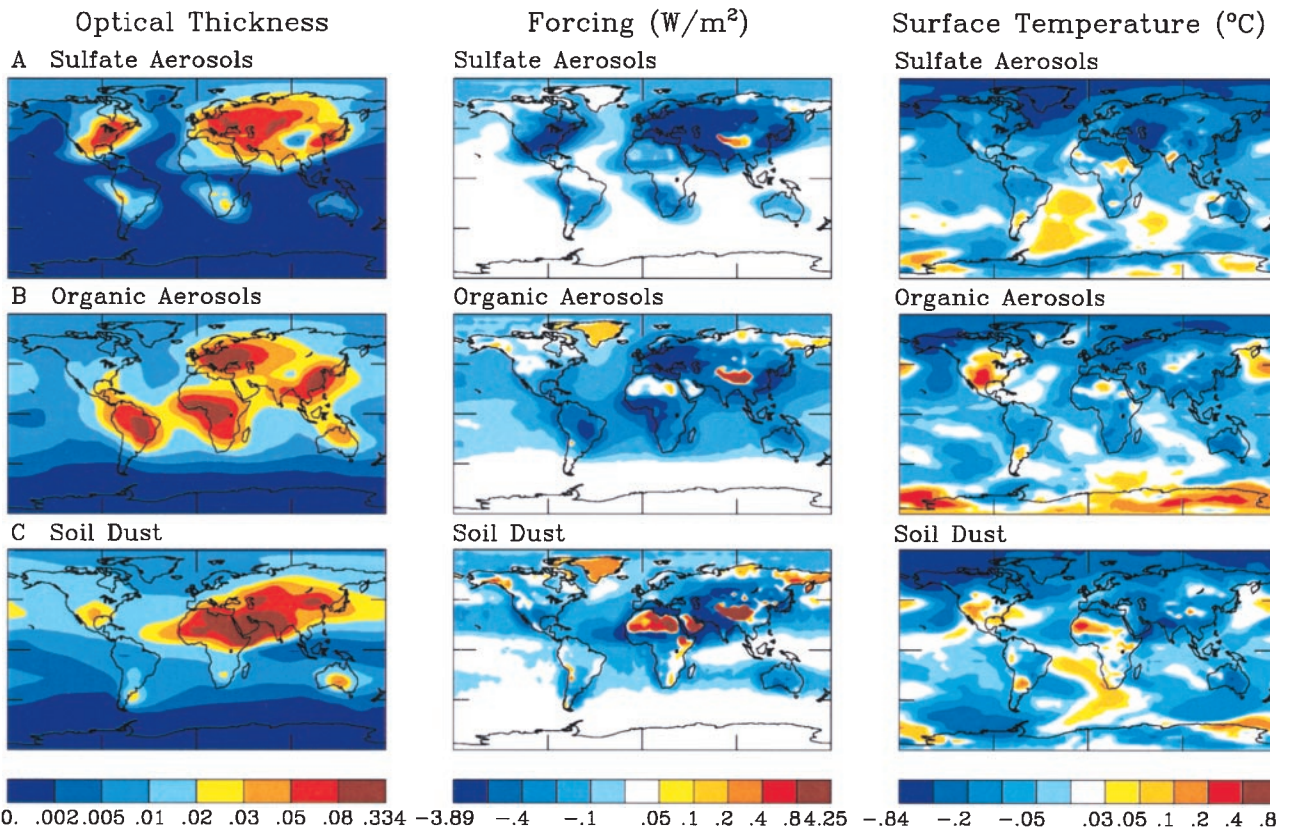 Optical Thickness Forcing (W/m²) Surface Temperature (°C)
A Sulfate Aerosols Sulfate Aerosols Sulfate Aerosols
B Organic Aerosols Organic Aerosols Organic Aerosols
C Soil Dust Soil Dust Soil Dust
0. .002.005 .01 .02 .03 .05 .08 .334 -3.89 -.4 -.1 .05 .1 .2 .4 .84.25 -.84 -.2 -.05 .03.05 .1 .2 .4 .8